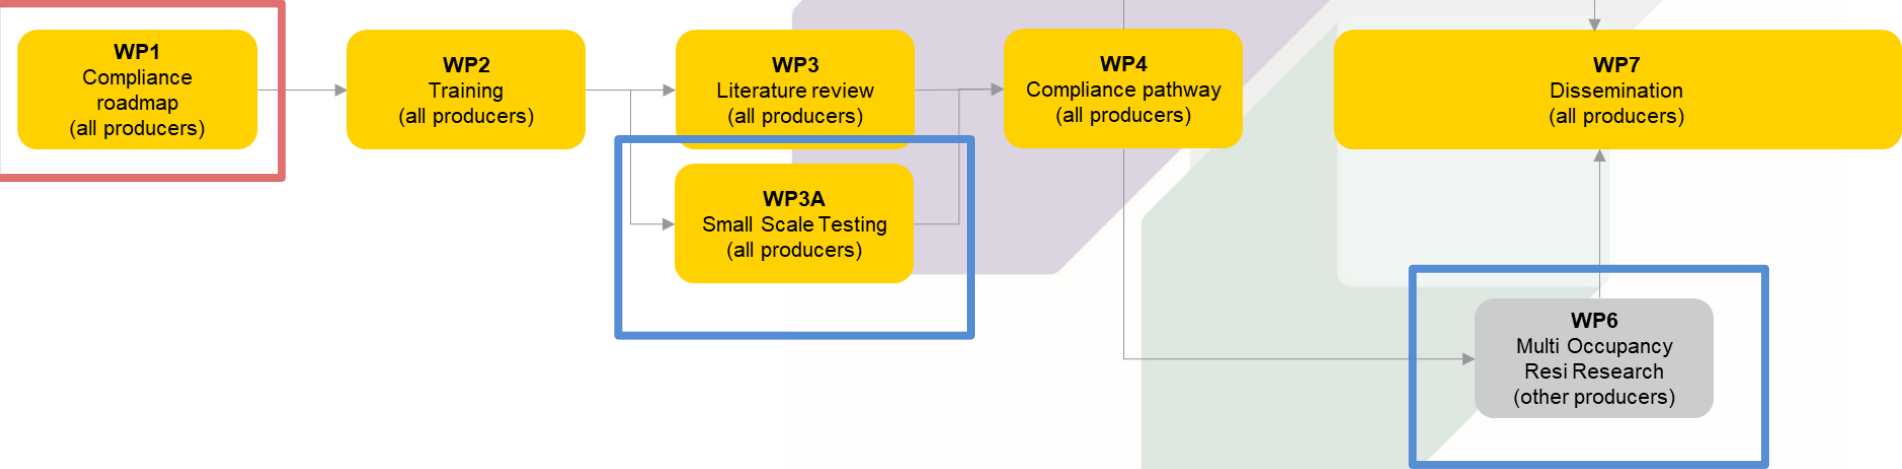 WP1
Compliance
roadmap
(all producers)
WP2
Training
(all producers)
WP3
Literature review
(all producers)
WP3A
Small Scale Testing
(all producers)
WP4
Compliance pathway
(all producers)
WP7
Dissemination
(all producers)
WP6
Multi Occupancy
Resi Research
(other producers)